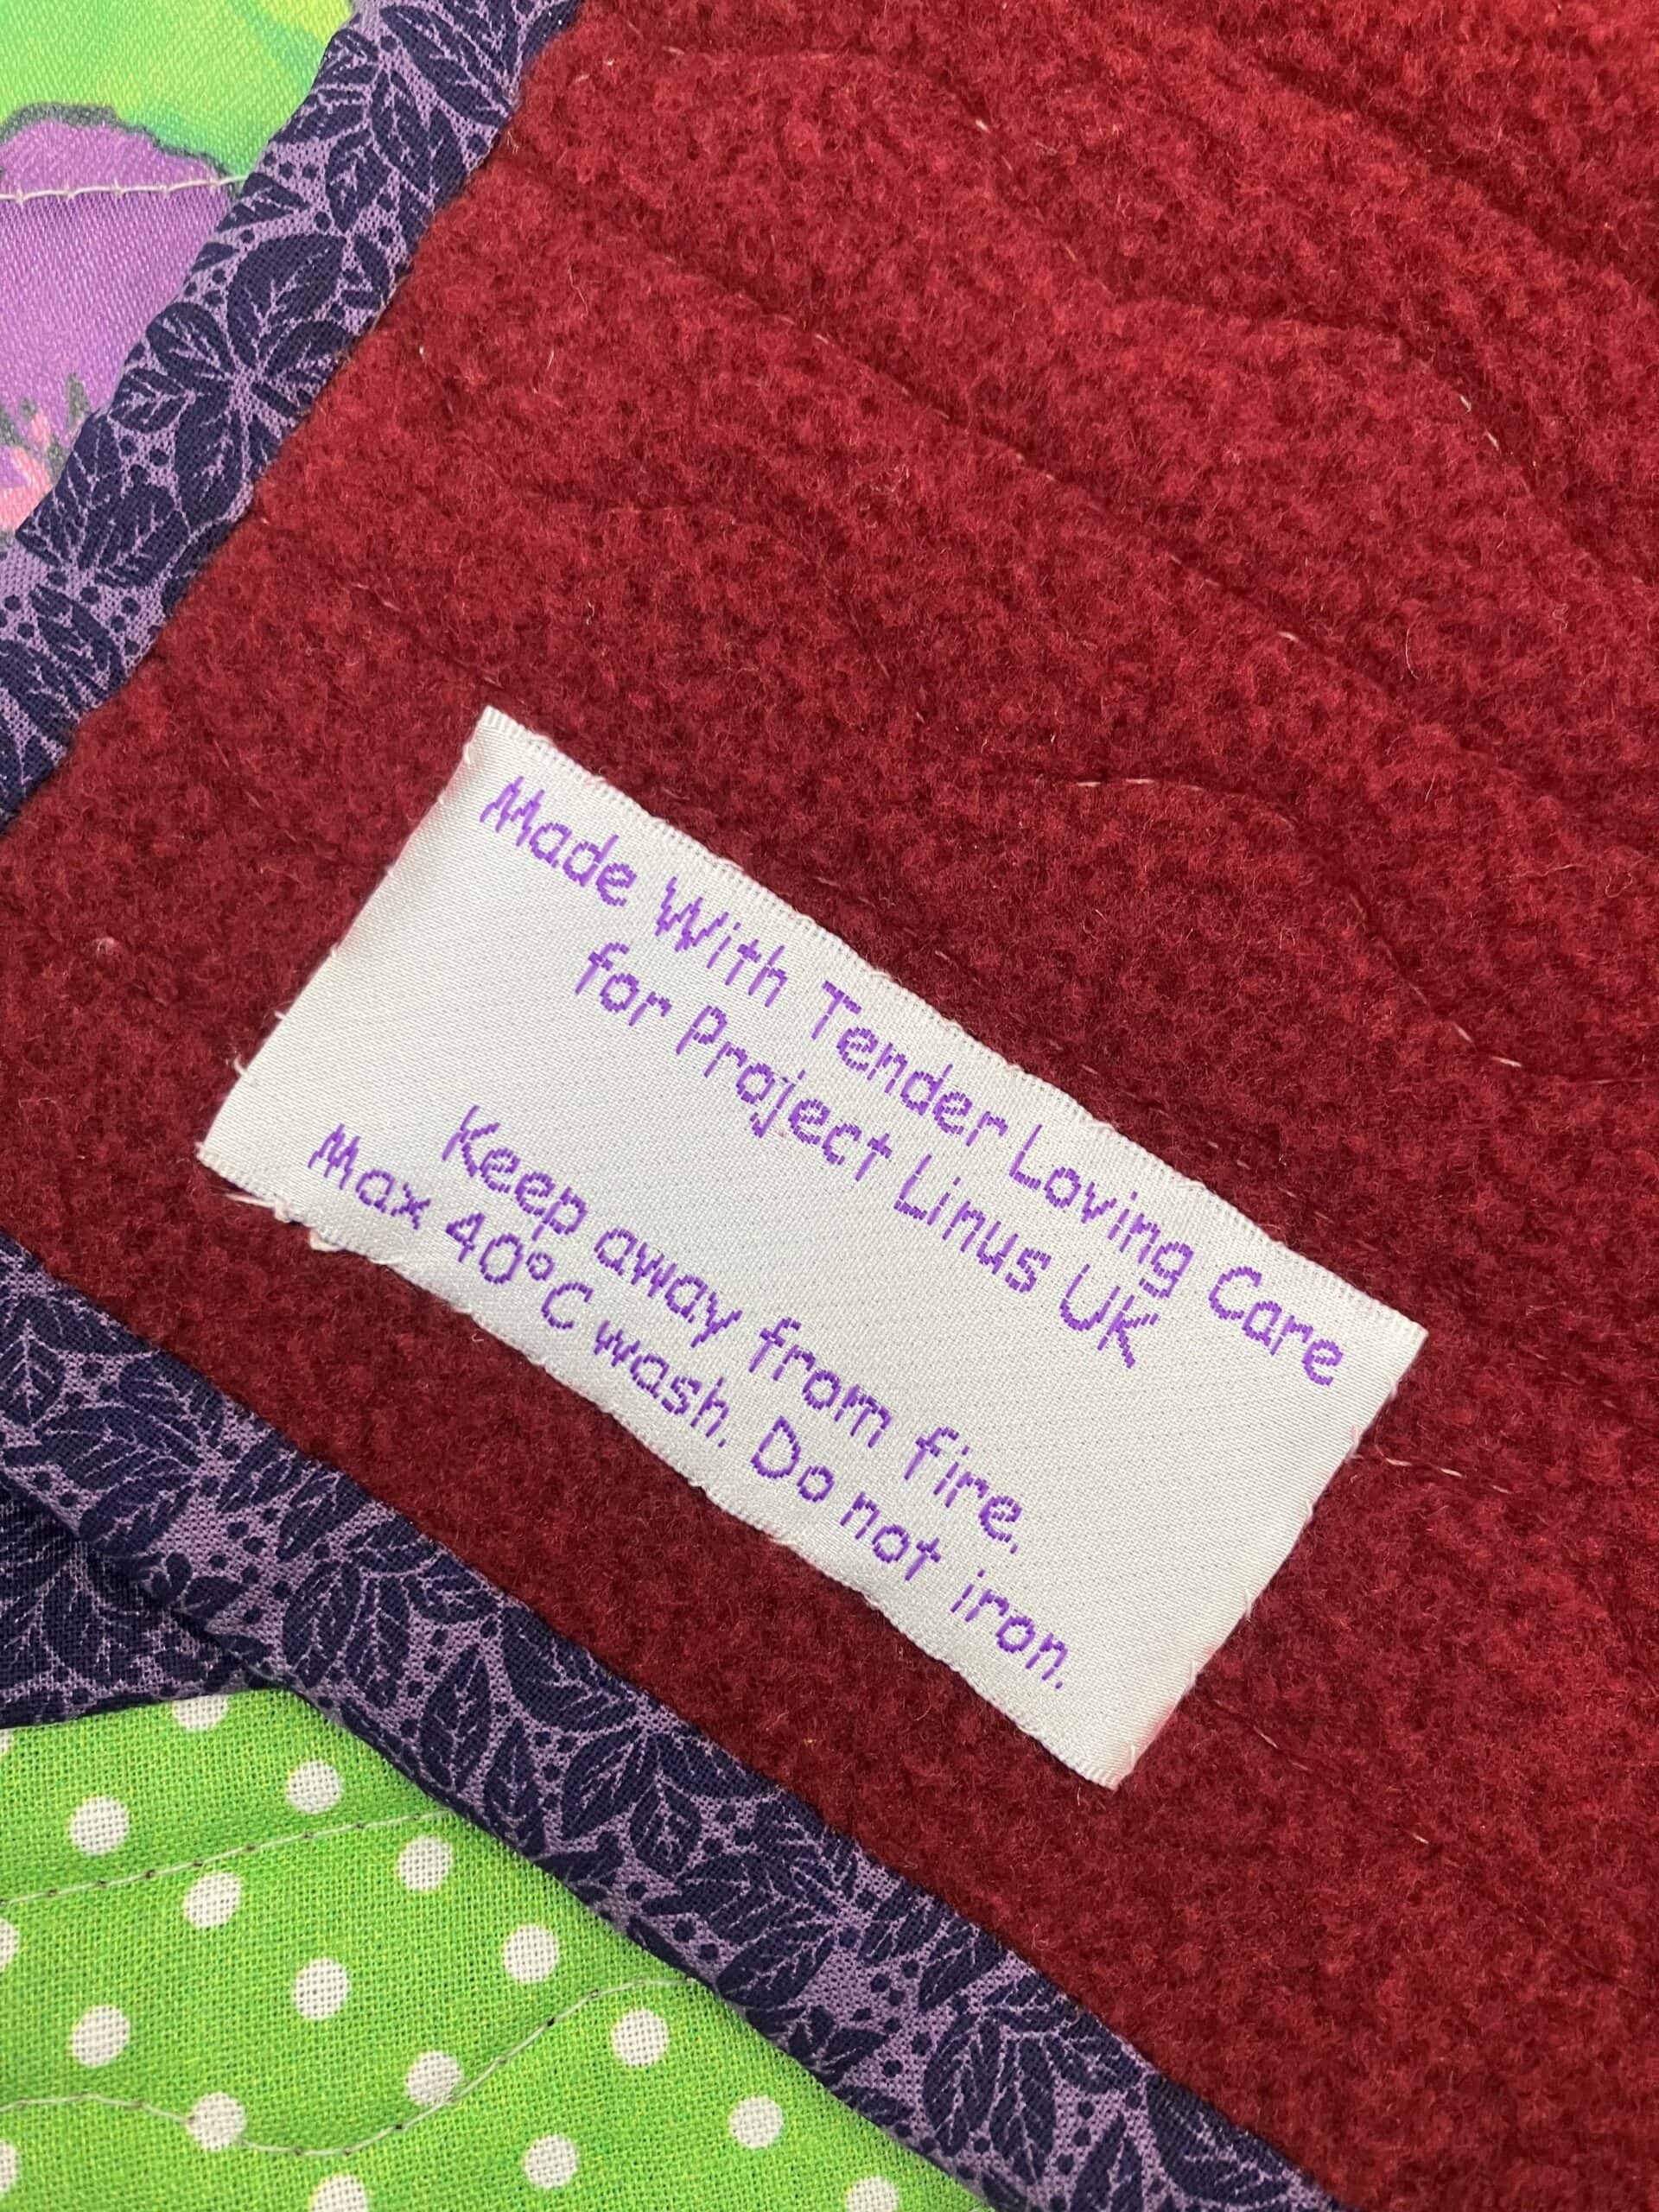 Made With Tender Loving Care
for Project Linus UK
Keep away from fire.
Max 40°C wash. Do not iron.